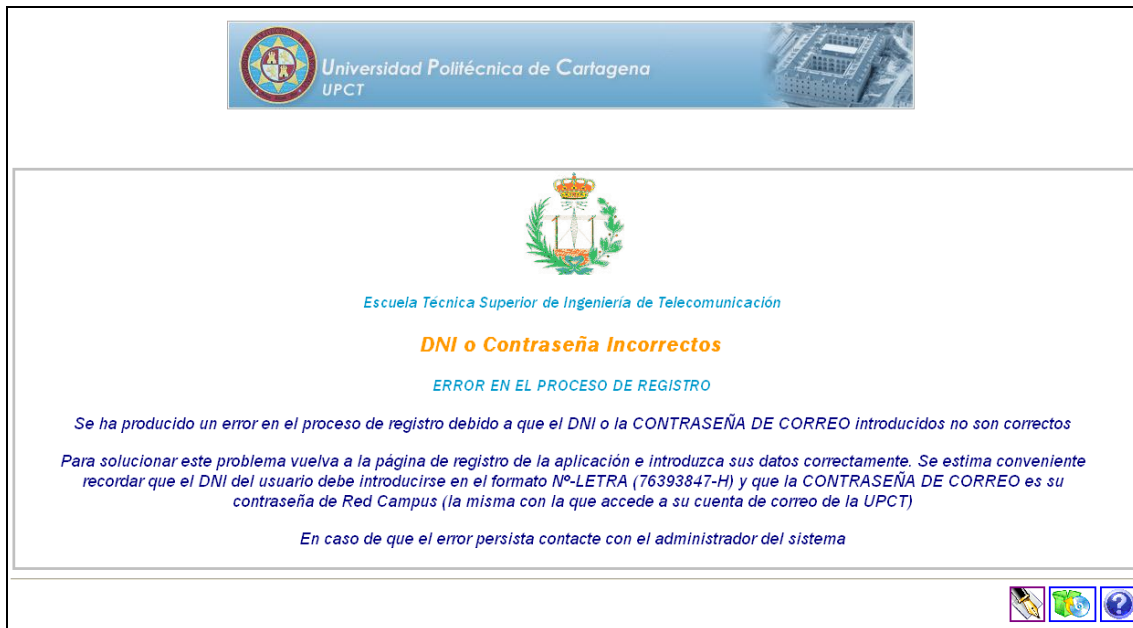 Universidad Politécnica de Cartagena
UPCT
Escuela Técnica Superior de Ingeniería de Telecomunicación
DNI o Contraseña Incorrectos
ERROR EN EL PROCESO DE REGISTRO
Se ha producido un error en el proceso de registro debido a que el DNI o la CONTRASEÑA DE CORREO introducidos no son correctos
Para solucionar este problema vuelva a la página de registro de la aplicación e introduzca sus datos correctamente. Se estima conveniente
recordar que el DNI del usuario debe introducirse en el formato Nº-LETRA (76393847-H) y que la CONTRASEÑA DE CORREO es su
contraseña de Red Campus (la misma con la que accede a su cuenta de correo de la UPCT)
En caso de que el error persista contacte con el administrador del sistema